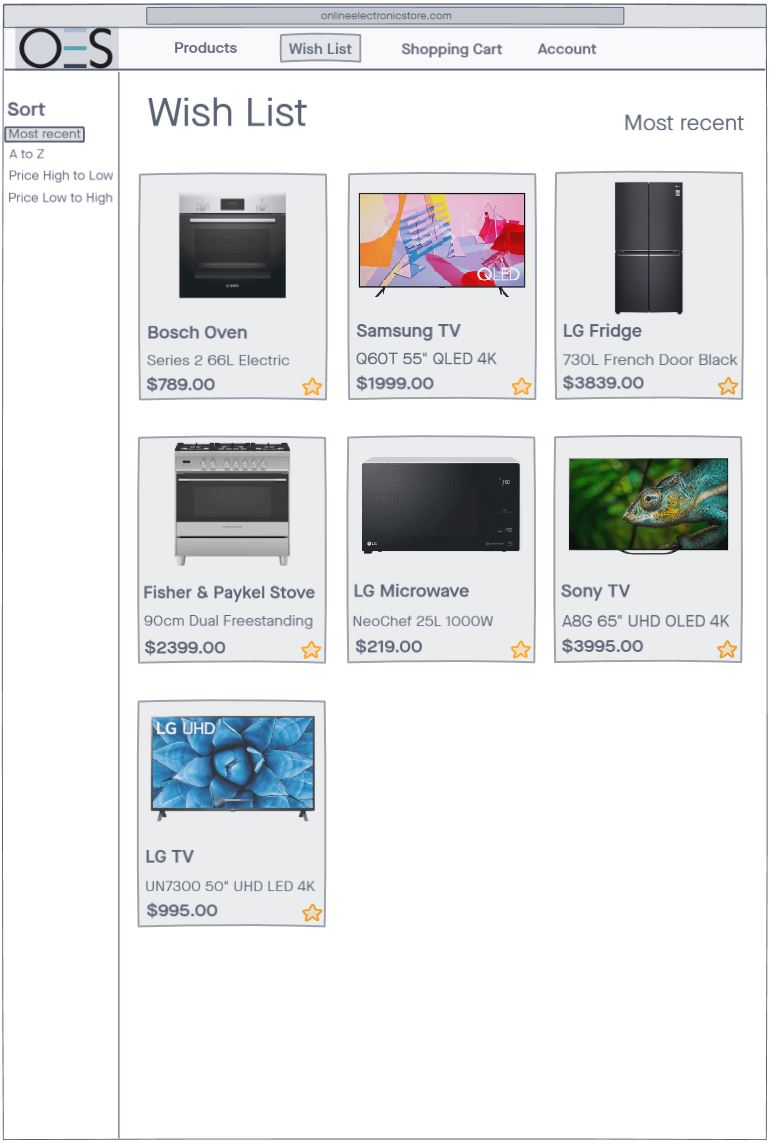 onlineelectronicstore.com
OES
Products
Wish List
Shopping Cart
Account
Sort
Most recent
A to Z
Price High to Low
Price Low to High
Wish List
Most recent
QLED
Bosch Oven
Series 2 66L Electric
$789.00
Samsung TV
Q60T 55" QLED 4K
$1999.00
LG Fridge
730L French Door Black
$3839.00
Fisher & Paykel Stove
90cm Dual Freestanding
$2399.00
LG
LG Microwave
NeoChef 25L 1000W
$219.00
Sony TV
A8G 65" UHD OLED 4K
$3995.00
LG UHD
LG TV
UN7300 50" UHD LED 4K
$995.00